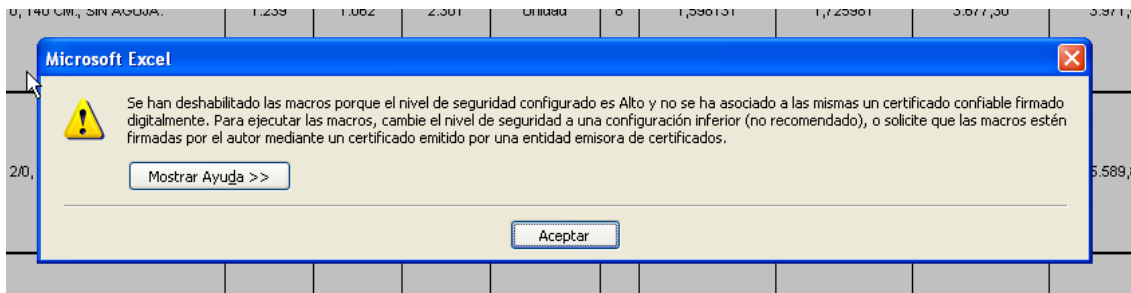 0, 140 CM., SIN AGUJA. 1.239 1.062 2.301 Unidad 8 1,598131 1,725981 3.677,30 3.971,
Microsoft Excel
Se han deshabilitado las macros porque el nivel de seguridad configurado es Alto y no se ha asociado a las mismas un certificado confiable firmado
digitalmente. Para ejecutar las macros, cambie el nivel de seguridad a una configuración inferior (no recomendado), o solicite que las macros estén
firmadas por el autor mediante un certificado emitido por una entidad emisora de certificados.
2/0, 5.589,
Mostrar Ayuda >>
Aceptar